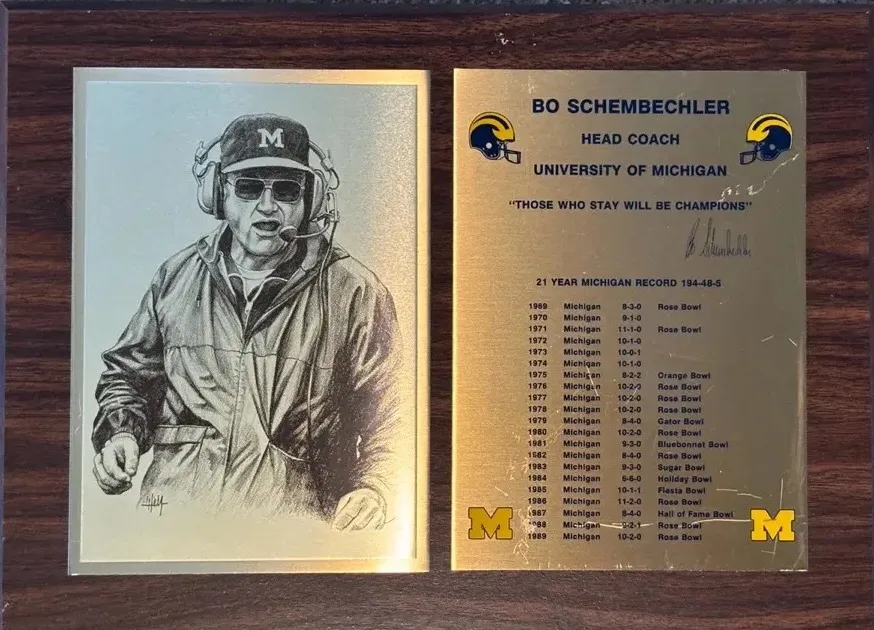 M
BO SCHEMBECHLER
HEAD COACH
UNIVERSITY OF MICHIGAN
"THOSE WHO STAY WILL BE CHAMPIONS"
Bo Schembechler
21 YEAR MICHIGAN RECORD 194-48-5
1969 Michigan 8-3-0 Rose Bowl
1970 Michigan 9-1-0
1971 Michigan 11-1-0 Rose Bowl
1972 Michigan 10-1-0
1973 Michigan 10-0-1
1974 Michigan 10-1-0
1975 Michigan 8-2-2 Orange Bowl
1976 Michigan 10-2-0 Rose Bowl
1977 Michigan 10-2-0 Rose Bowl
1978 Michigan 10-2-0 Rose Bowl
1979 Michigan 8-4-0 Gator Bowl
1980 Michigan 10-2-0 Rose Bowl
1981 Michigan 9-3-0 Bluebonnet Bowl
1982 Michigan 8-4-0 Rose Bowl
1983 Michigan 9-3-0 Sugar Bowl
1984 Michigan 6-6-0 Holiday Bowl
1985 Michigan 10-1-1 Fiesta Bowl
1986 Michigan 11-2-0 Rose Bowl
1987 Michigan 8-4-0 Hall of Fame Bowl
1988 Michigan 9-2-1 Rose Bowl
1989 Michigan 10-2-0 Rose Bowl
M M